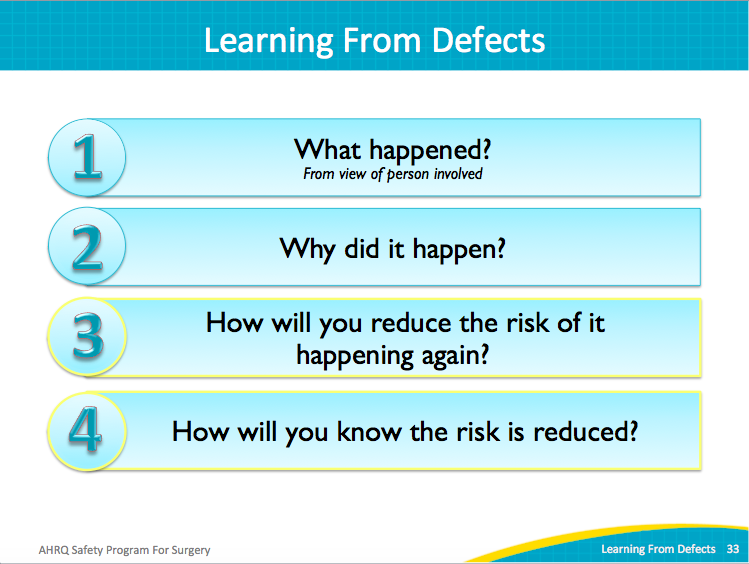 Learning From Defects
1
What happened?
From view of person involved
2
Why did it happen?
3
How will you reduce the risk of it
happening again?
4
How will you know the risk is reduced?
AHRQ Safety Program For Surgery
Learning From Defects 33